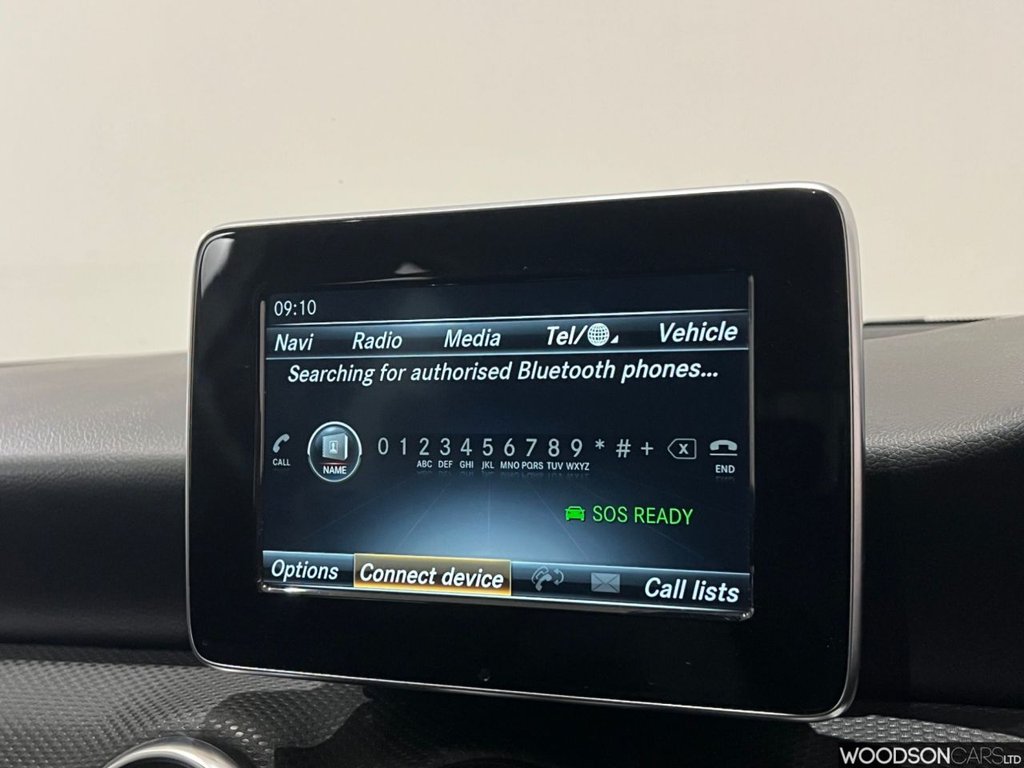 09:10
Navi Radio Media Tel/ Vehicle
Searching for authorised Bluetooth phones...
0 1 2 3 4 5 6 7 8 9 * # +
CALL NAME ABC DEF GHI JKL MNO PQRS TUV WXYZ END
SOS READY
Options Connect device Call lists
WOODSONCARSLTD